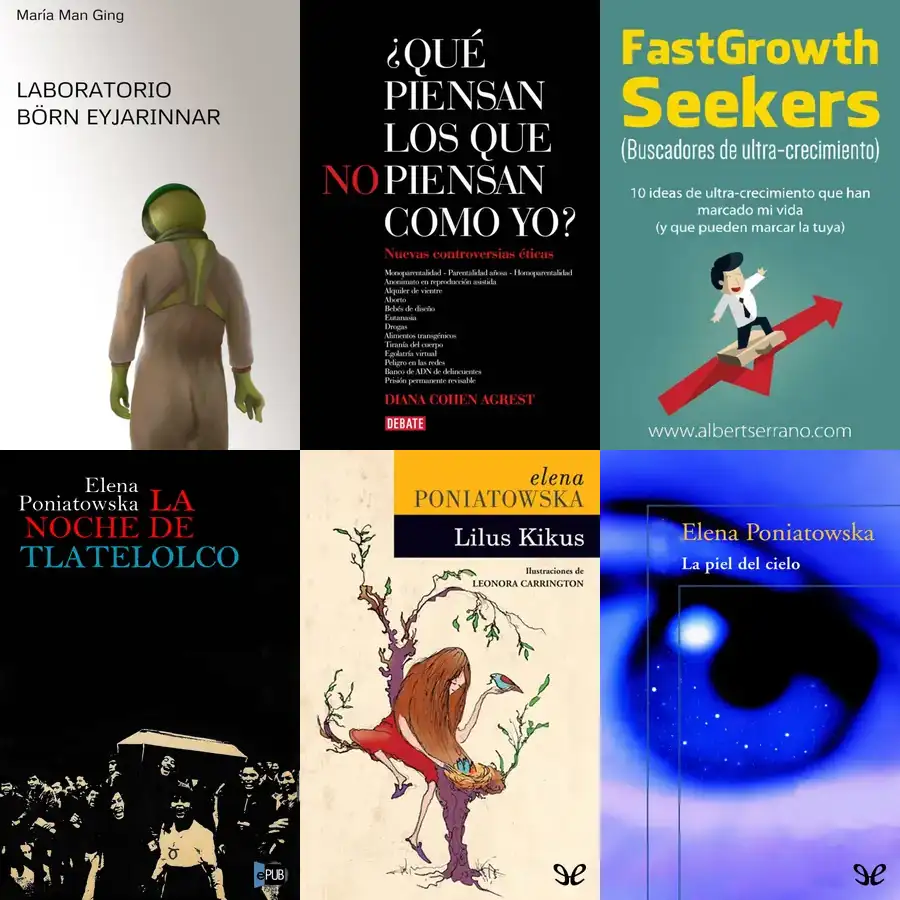 María Man Ging
LABORATORIO
BÖRN EYJARINNAR
¿QUÉ
PIENSAN
LOS QUE
NO PIENSAN
COMO YO?
Nuevas controversias éticas
Monoparentalidad - Parentalidad añosa - Homoparentalidad
Anonimato en reproducción asistida
Alquiler de vientre
Aborto
Bebés de diseño
Eutanasia
Drogas
Alimentos transgénicos
Tiranía del cuerpo
Egolatría virtual
Peligro en las redes
Banco de ADN de delincuentes
Prisión permanente revisable
DIANA COHEN AGREST
DEBATE
FastGrowth
Seekers
(Buscadores de ultra-crecimiento)
10 ideas de ultra-crecimiento que han
marcado mi vida
(y que pueden marcar la tuya)
www.albertserrano.com
Elena
Poniatowska LA
NOCHE DE
TLATELOLCO
ePUB
elena
PONIATOWSKA
Lilus Kikus
Ilustraciones de
LEONORA CARRINGTON
Elena Poniatowska
La piel del cielo